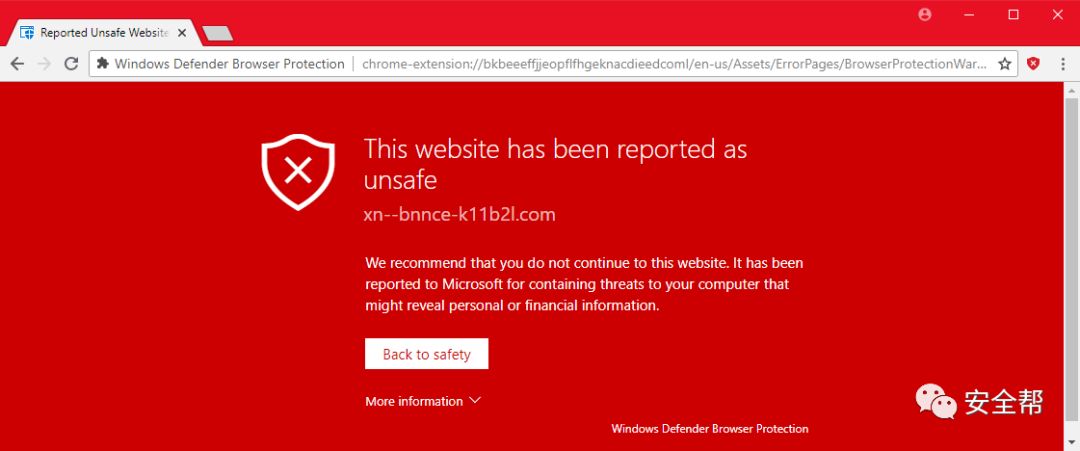 Reported Unsafe Website
Windows Defender Browser Protection
chrome-extension://bkbeeeffjjeopflfhgeknacdieedcoml/en-us/Assets/ErrorPages/BrowserProtectionWar...
This website has been reported as
unsafe
xn--bnnce-k11b2l.com
We recommend that you do not continue to this website. It has been
reported to Microsoft for containing threats to your computer that
might reveal personal or financial information.
Back to safety
More information
安全帮
Windows Defender Browser Protection